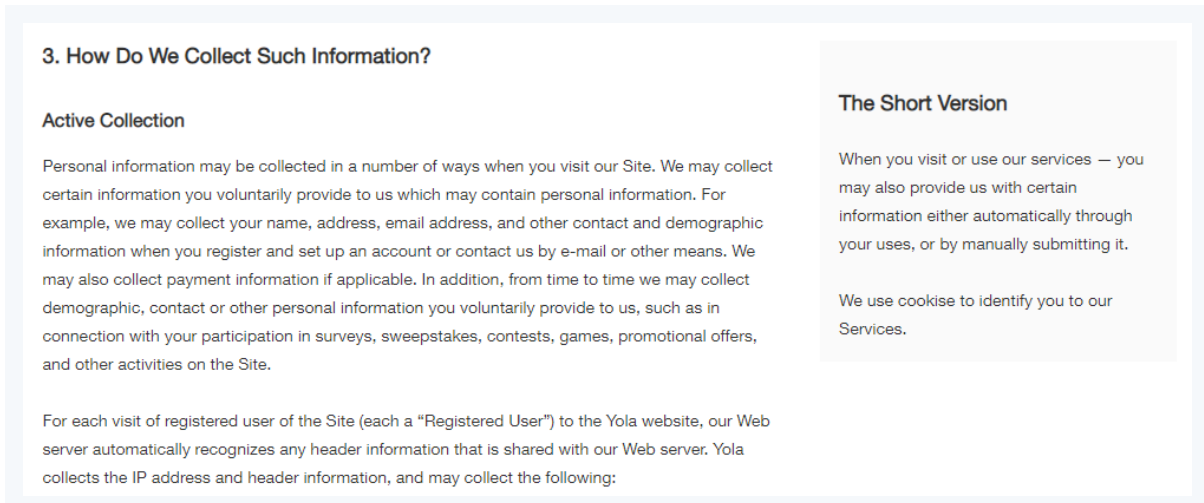 3. How Do We Collect Such Information?
Active Collection
Personal information may be collected in a number of ways when you visit our Site. We may collect
certain information you voluntarily provide to us which may contain personal information. For
example, we may collect your name, address, email address, and other contact and demographic
information when you register and set up an account or contact us by e-mail or other means. We
may also collect payment information if applicable. In addition, from time to time we may collect
demographic, contact or other personal information you voluntarily provide to us, such as in
connection with your participation in surveys, sweepstakes, contests, games, promotional offers,
and other activities on the Site.
For each visit of registered user of the Site (each a “Registered User”) to the Yola website, our Web
server automatically recognizes any header information that is shared with our Web server. Yola
collects the IP address and header information, and may collect the following:
The Short Version
When you visit or use our services — you
may also provide us with certain
information either automatically through
your uses, or by manually submitting it.
We use cookise to identify you to our
Services.